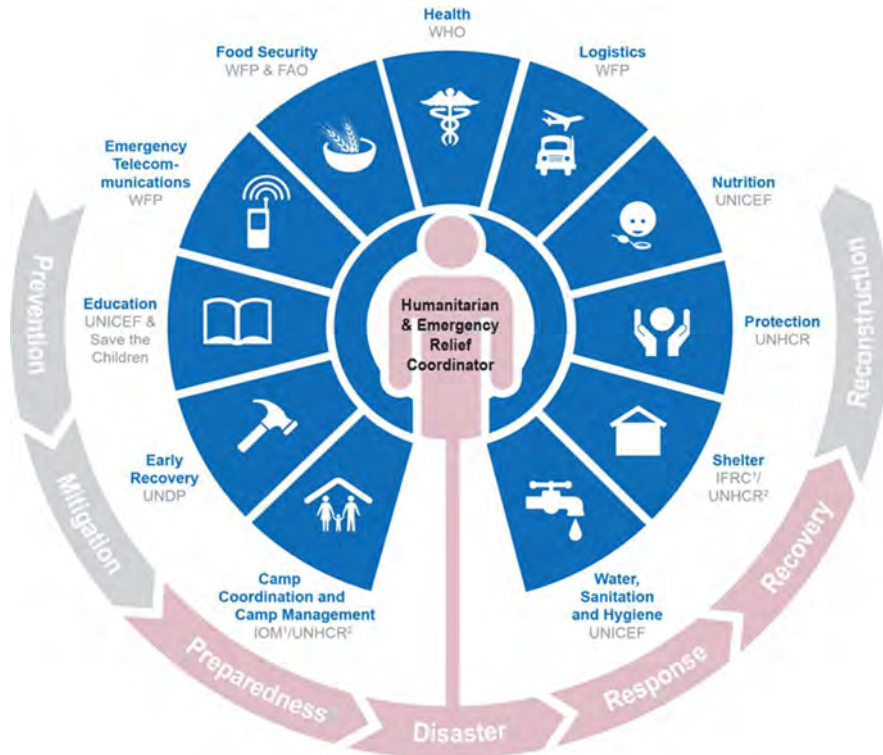 Health
WHO
Food Security
WFP & FAO
Logistics
WFP
Emergency
Telecom-
munications
WFP
Nutrition
UNICEF
Education
UNICEF &
Save the
Children
Humanitarian
& Emergency
Relief
Coordinator
Protection
UNHCR
Early
Recovery
UNDP
Shelter
IFRC¹/
UNHCR²
Camp
Coordination and
Camp Management
IOM¹/UNHCR²
Water,
Sanitation
and Hygiene
UNICEF
Prevention
Mitigation
Preparedness
Disaster
Response
Recovery
Reconstruction